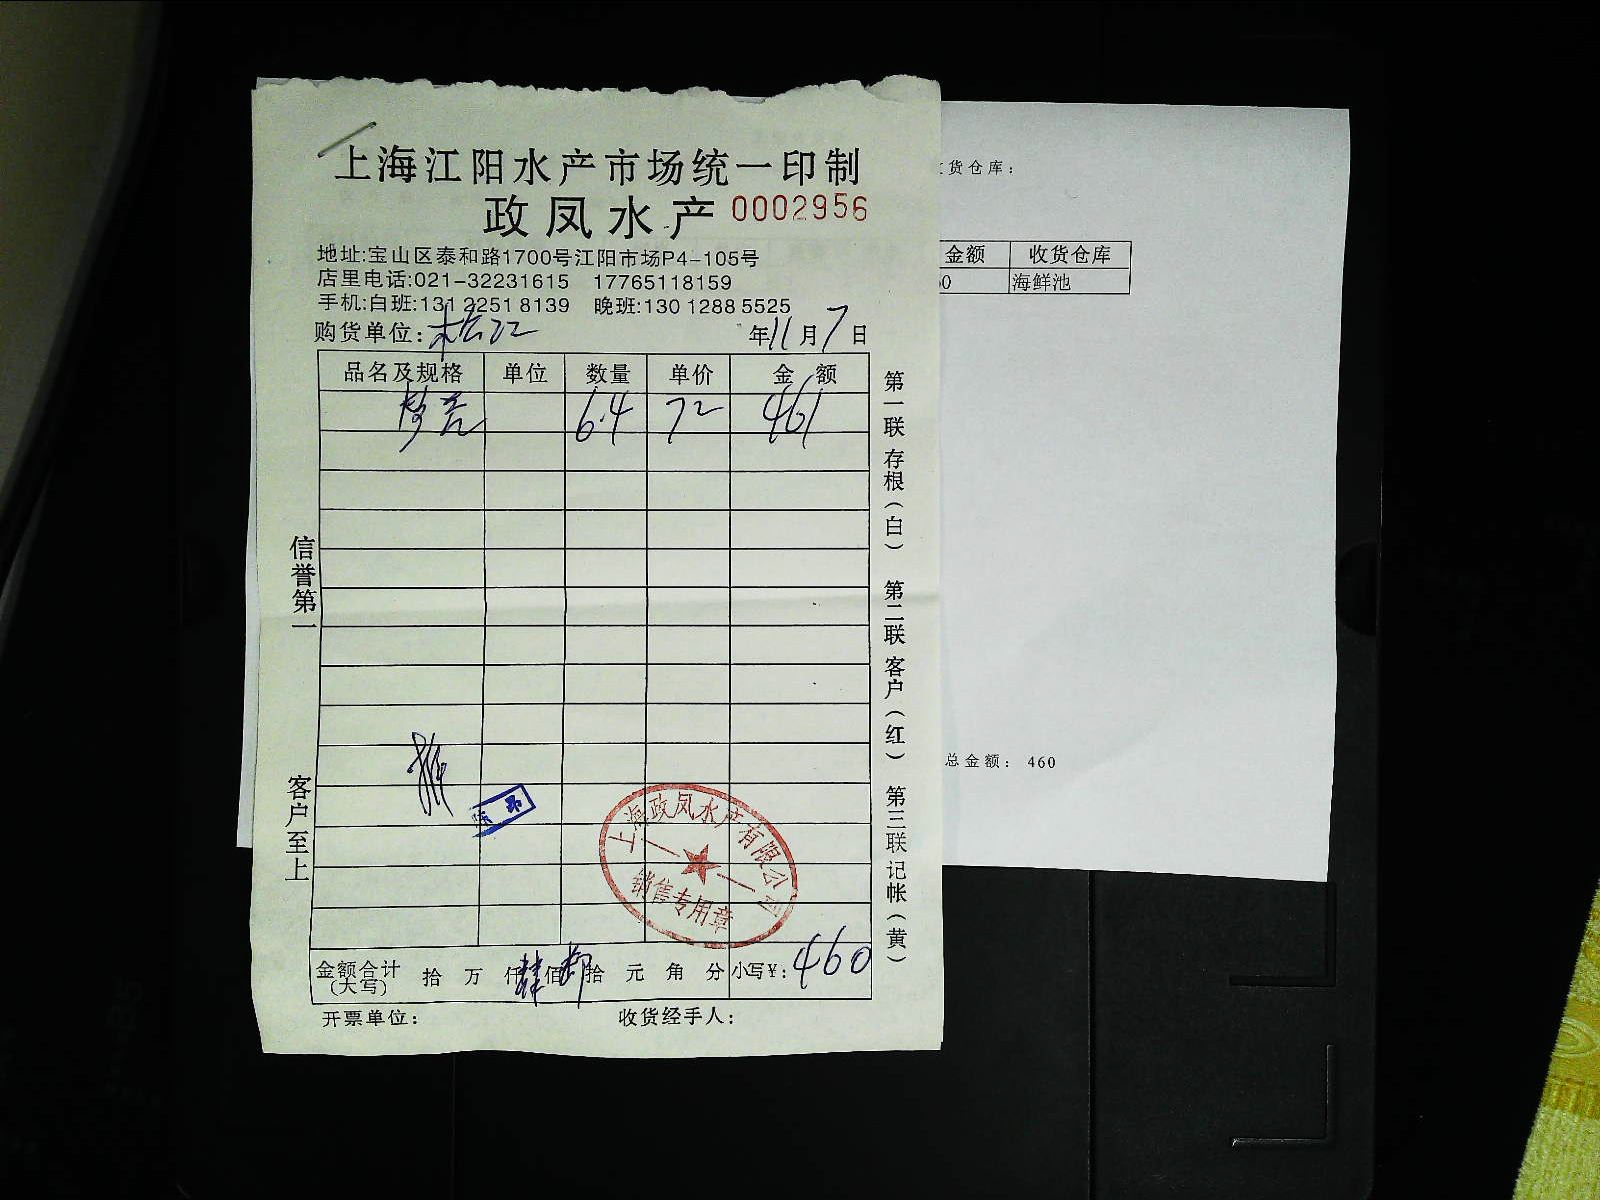 上海江阳水产市场统一印制
政凤水产 0002956
地址:宝山区泰和路1700号江阳市场P4-105号
店里电话:021-32231615 17765118159
手机:白班:131 2251 8139 晚班:130 1288 5525
购货单位:松江 年11月7日
品名及规格 单位 数量 单价 金额
6.4 72 461
信誉第一
客户至上
第一联存根(白) 第二联客户(红) 第三联记帐(黄)
上海政凤水产有限公司
销售专用章
金额合计(大写) 拾 万 仟 肆 佰 陆 拾 元 角 分 小写¥:460
开票单位: 收货经手人:
货仓库:
金额 收货仓库
海鲜池
总金额: 460